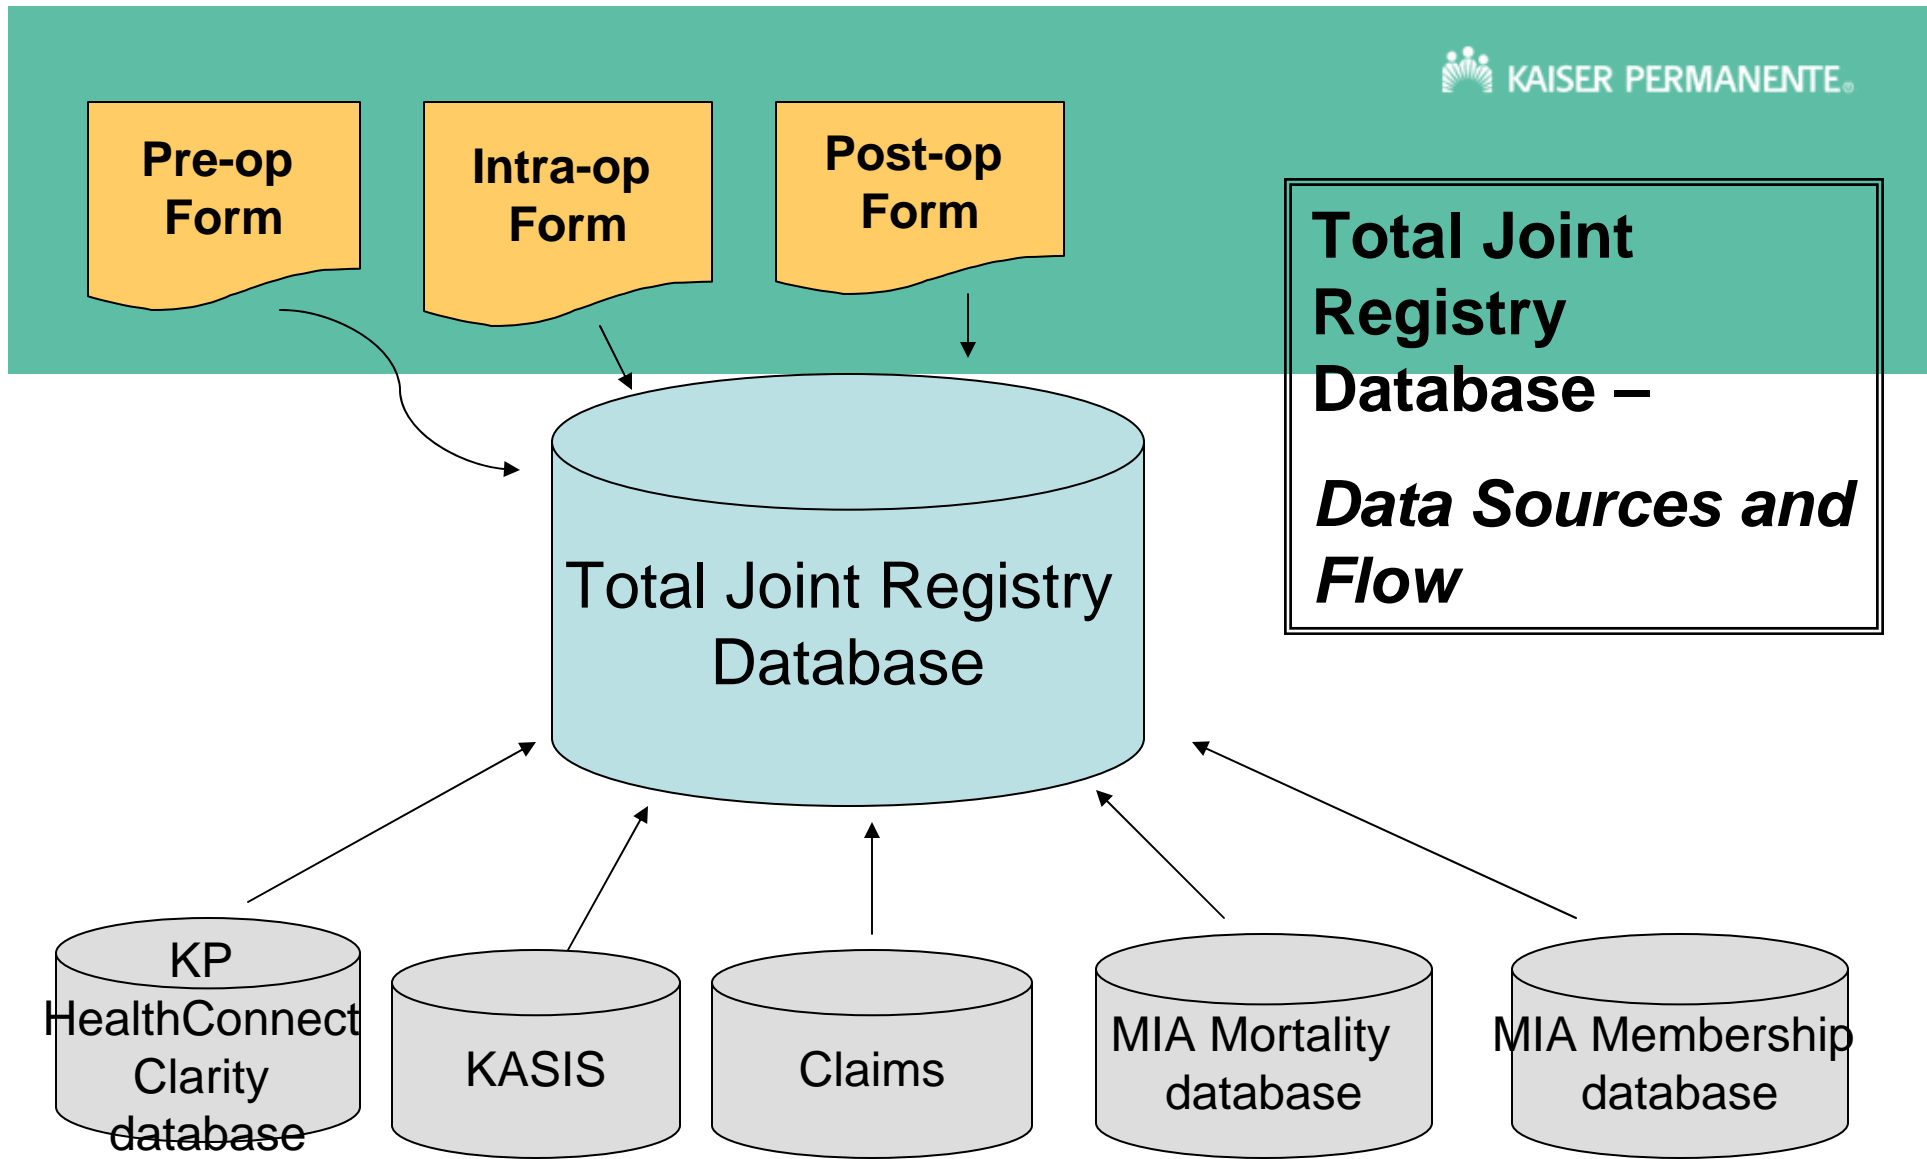 KAISER PERMANENTE®
Pre-op
Form
Intra-op
Form
Post-op
Form
Total Joint
Registry
Database –
Data Sources and
Flow
Total Joint Registry
Database
KP
HealthConnect
Clarity
database
KASIS
Claims
MIA Mortality
database
MIA Membership
database